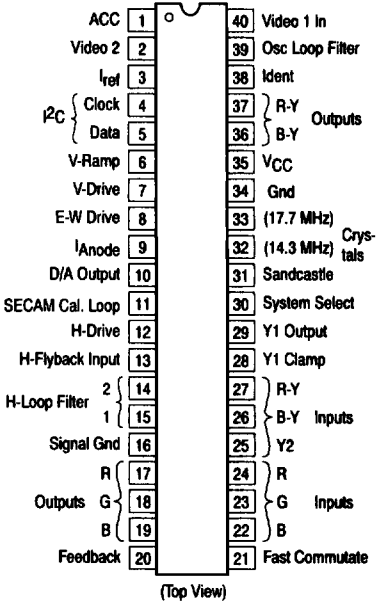 ACC 1 40 Video 1 In
Video 2 2 39 Osc Loop Filter
Iref 3 38 Ident
I2C Clock 4 37 R-Y Outputs
Data 5 36 B-Y
V-Ramp 6 35 VCC
V-Drive 7 34 Gnd
E-W Drive 8 33 (17.7 MHz) Crys-
IAnode 9 32 (14.3 MHz) tals
D/A Output 10 31 Sandcastle
SECAM Cal. Loop 11 30 System Select
H-Drive 12 29 Y1 Output
H-Flyback Input 13 28 Y1 Clamp
H-Loop Filter 2 14 27 R-Y
1 15 26 B-Y Inputs
Signal Gnd 16 25 Y2
R 17 24 R
Outputs G 18 23 G Inputs
B 19 22 B
Feedback 20 21 Fast Commutate
(Top View)